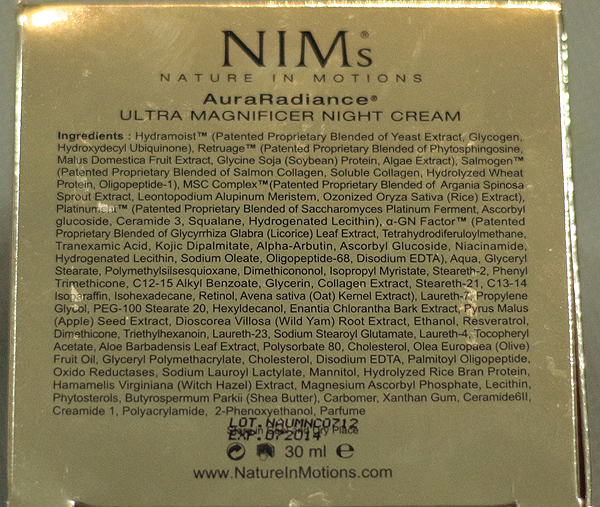 NIMs®
NATURE IN MOTIONS
AuraRadiance®
ULTRA MAGNIFICER NIGHT CREAM
Ingredients : Hydramoist™ (Patented Proprietary Blended of Yeast Extract, Glycogen,
Hydroxydecyl Ubiquinone), Retruage™ (Patented Proprietary Blended of Phytosphingosine,
Malus Domestica Fruit Extract, Glycine Soja (Soybean) Protein, Algae Extract), Salmogen™
(Patented Proprietary Blended of Salmon Collagen, Soluble Collagen, Hydrolyzed Wheat
Protein, Oligopeptide-1), MSC Complex™(Patented Proprietary Blended of Argania Spinosa
Sprout Extract, Leontopodium Alupinum Meristem, Ozonized Oryza Sativa (Rice) Extract),
(Patented Proprietary Blended of Saccharomyces Platinum Ferment, Ascorbyl
glucoside, Ceramide 3, Squalane, Hydrogenated Lecithin), α-GN Factor™ (Patented
Proprietary Blended of Glycyrrhiza Glabra (Licorice) Leaf Extract, Tetrahydrodiferuloylmethane,
Tranexamic Acid, Kojic Dipalmitate, Alpha-Arbutin, Ascorbyl Glucoside, Niacinamide,
Hydrogenated Lecithin, Sodium Oleate, Oligopeptide-68, Disodium EDTA), Aqua, Glyceryl
Stearate, Polymethylsilsesquioxane, Dimethicononol, Isopropyl Myristate, Steareth-2, Phenyl
Trimethicone, C12-15 Alkyl Benzoate, Glycerin, Collagen Extract, Steareth-21, C13-14
Isoparaffin, Isohexadecane, Retinol, Avena sativa (Oat) Kernel Extract), Laureth-7, Propylene
Glycol, PEG-100 Stearate 20, Hexyldecanol, Enantia Chlorantha Bark Extract, Pyrus Malus
(Apple) Seed Extract, Dioscorea Villosa (Wild Yam) Root Extract, Ethanol, Resveratrol,
Dimethicone, Triethylhexanoin, Laureth-23, Sodium Stearoyl Glutamate, Laureth-4, Tocopheryl
Acetate, Aloe Barbadensis Leaf Extract, Polysorbate 80, Cholesterol, Olea Europaea (Olive)
Fruit Oil, Glyceryl Polymethacrylate, Cholesterol, Disodium EDTA, Palmitoyl Oligopeptide,
Oxido Reductases, Sodium Lauroyl Lactylate, Mannitol, Hydrolyzed Rice Bran Protein,
Hamamelis Virginiana (Witch Hazel) Extract, Magnesium Ascorbyl Phosphate, Lecithin,
Phytosterols, Butyrospermum Parkii (Shea Butter), Carbomer, Xanthan Gum, Ceramide6II,
Creamide 1, Polyacrylamide, 2-Phenoxyethanol, Parfume
LOT.NAUMNC0712
Dry Place
EXP.072014
30 ml e
www.NatureInMotions.com